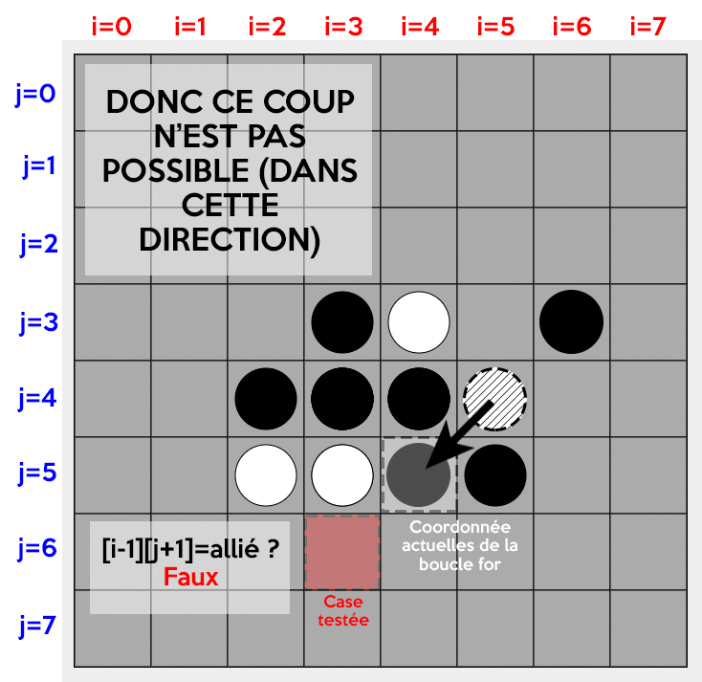 i=0 i=1 i=2 i=3 i=4 i=5 i=6 i=7
j=0
DONC CE COUP
N'EST PAS
POSSIBLE (DANS
CETTE
DIRECTION)
j=1
j=2
j=3
j=4
j=5
j=6
[i-1][j+1]=allié ?
Faux
Coordonnée
actuelles de la
boucle for
Case
testée
j=7